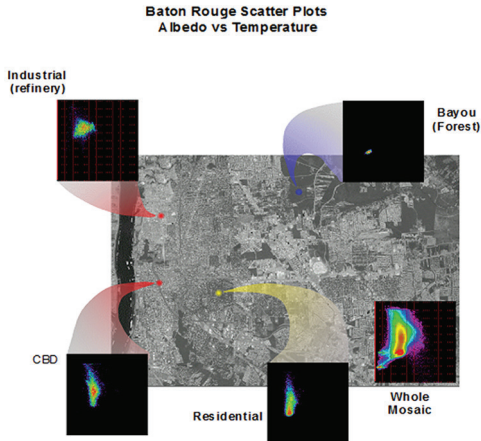 Baton Rouge Scatter Plots
Albedo vs Temperature
Industrial
(refinery)
Bayou
(Forest)
CBD
Residential
Whole
Mosaic